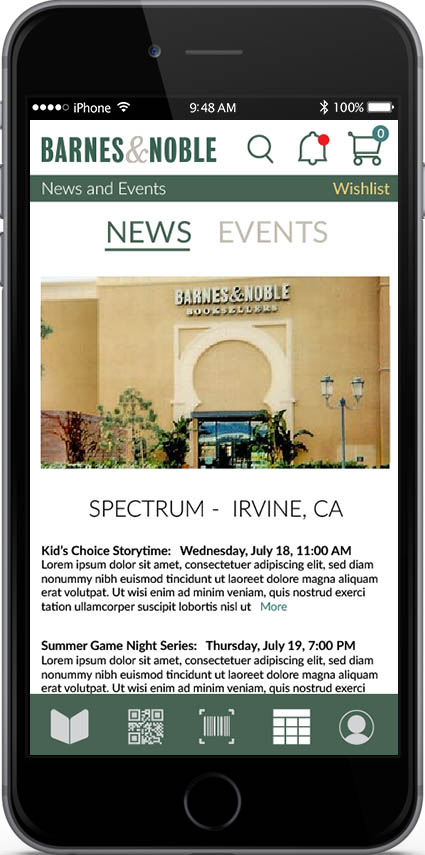 iPhone 9:48 AM 100%
BARNES&NOBLE 0
News and Events Wishlist
NEWS EVENTS
BARNES&NOBLE
BOOKSELLERS
SPECTRUM - IRVINE, CA
Kid's Choice Storytime: Wednesday, July 18, 11:00 AM
Lorem ipsum dolor sit amet, consectetuer adipiscing elit, sed diam
nonummy nibh euismod tincidunt ut laoreet dolore magna aliquam
erat volutpat. Ut wisi enim ad minim veniam, quis nostrud exerci
tation ullamcorper suscipit lobortis nisl ut More
Summer Game Night Series: Thursday, July 19, 7:00 PM
Lorem ipsum dolor sit amet, consectetuer adipiscing elit, sed diam
nonummy nibh euismod tincidunt ut laoreet dolore magna aliquam
erat volutpat. Ut wisi enim ad minim veniam, quis nostrud exerci